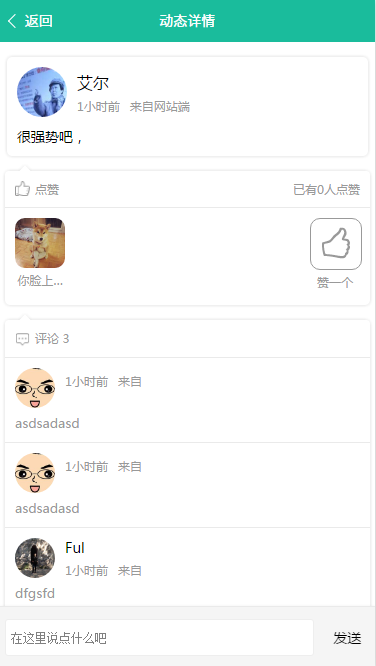 返回
动态详情
艾尔
1小时前 来自网站端
很强势吧，
点赞
已有0人点赞
你脸上...
赞一个
评论 3
1小时前 来自
asdsadasd
1小时前 来自
asdsadasd
Ful
1小时前 来自
dfgsfd
在这里说点什么吧
发送